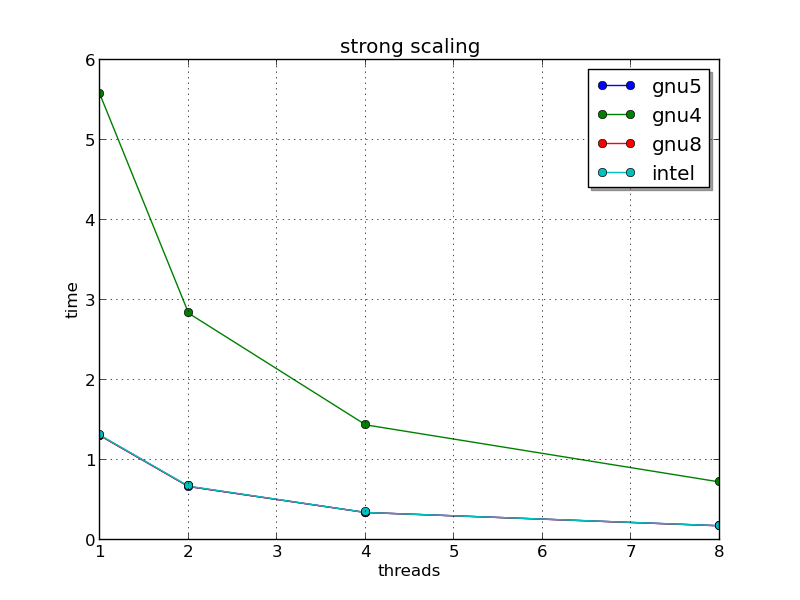 strong scaling
gnu5
gnu4
gnu8
intel
6
5
4
3
2
1
0
time
1 2 3 4 5 6 7 8
threads